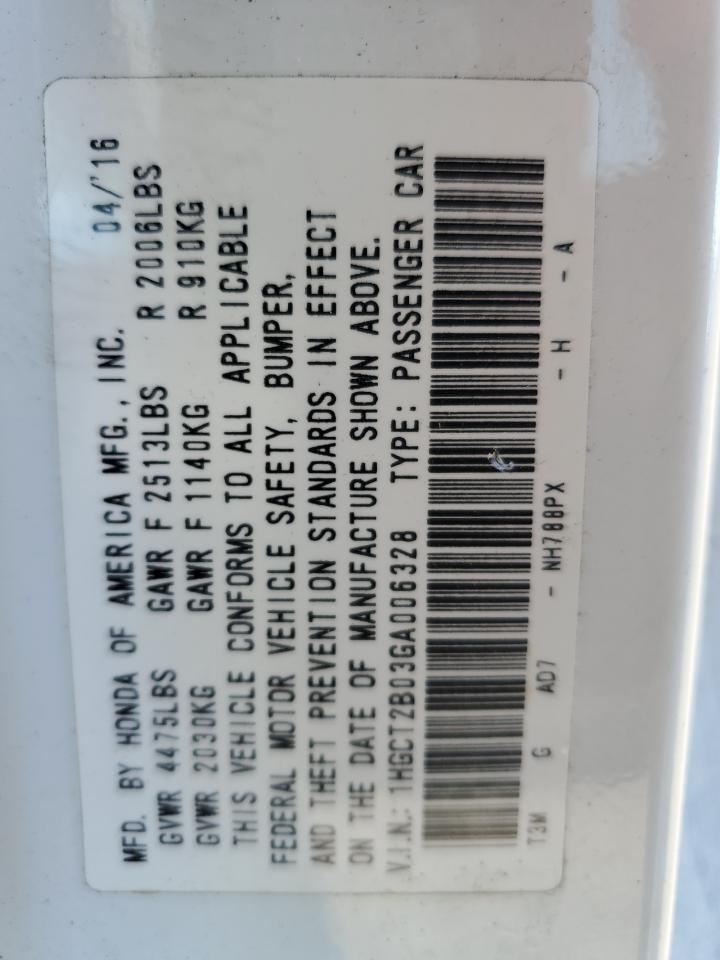 MFD. BY HONDA OF AMERICA MFG., INC. 04/'16
GVWR 4475LBS GAWR F 2513LBS R 2006LBS
GVWR 2030KG GAWR F 1140KG R 910KG
THIS VEHICLE CONFORMS TO ALL APPLICABLE
FEDERAL MOTOR VEHICLE SAFETY, BUMPER,
AND THEFT PREVENTION STANDARDS IN EFFECT
ON THE DATE OF MANUFACTURE SHOWN ABOVE.
V.I.N.: 1HGCT2B03GA006328 TYPE: PASSENGER CAR
T3M G AD7 - NH788PX - H - A